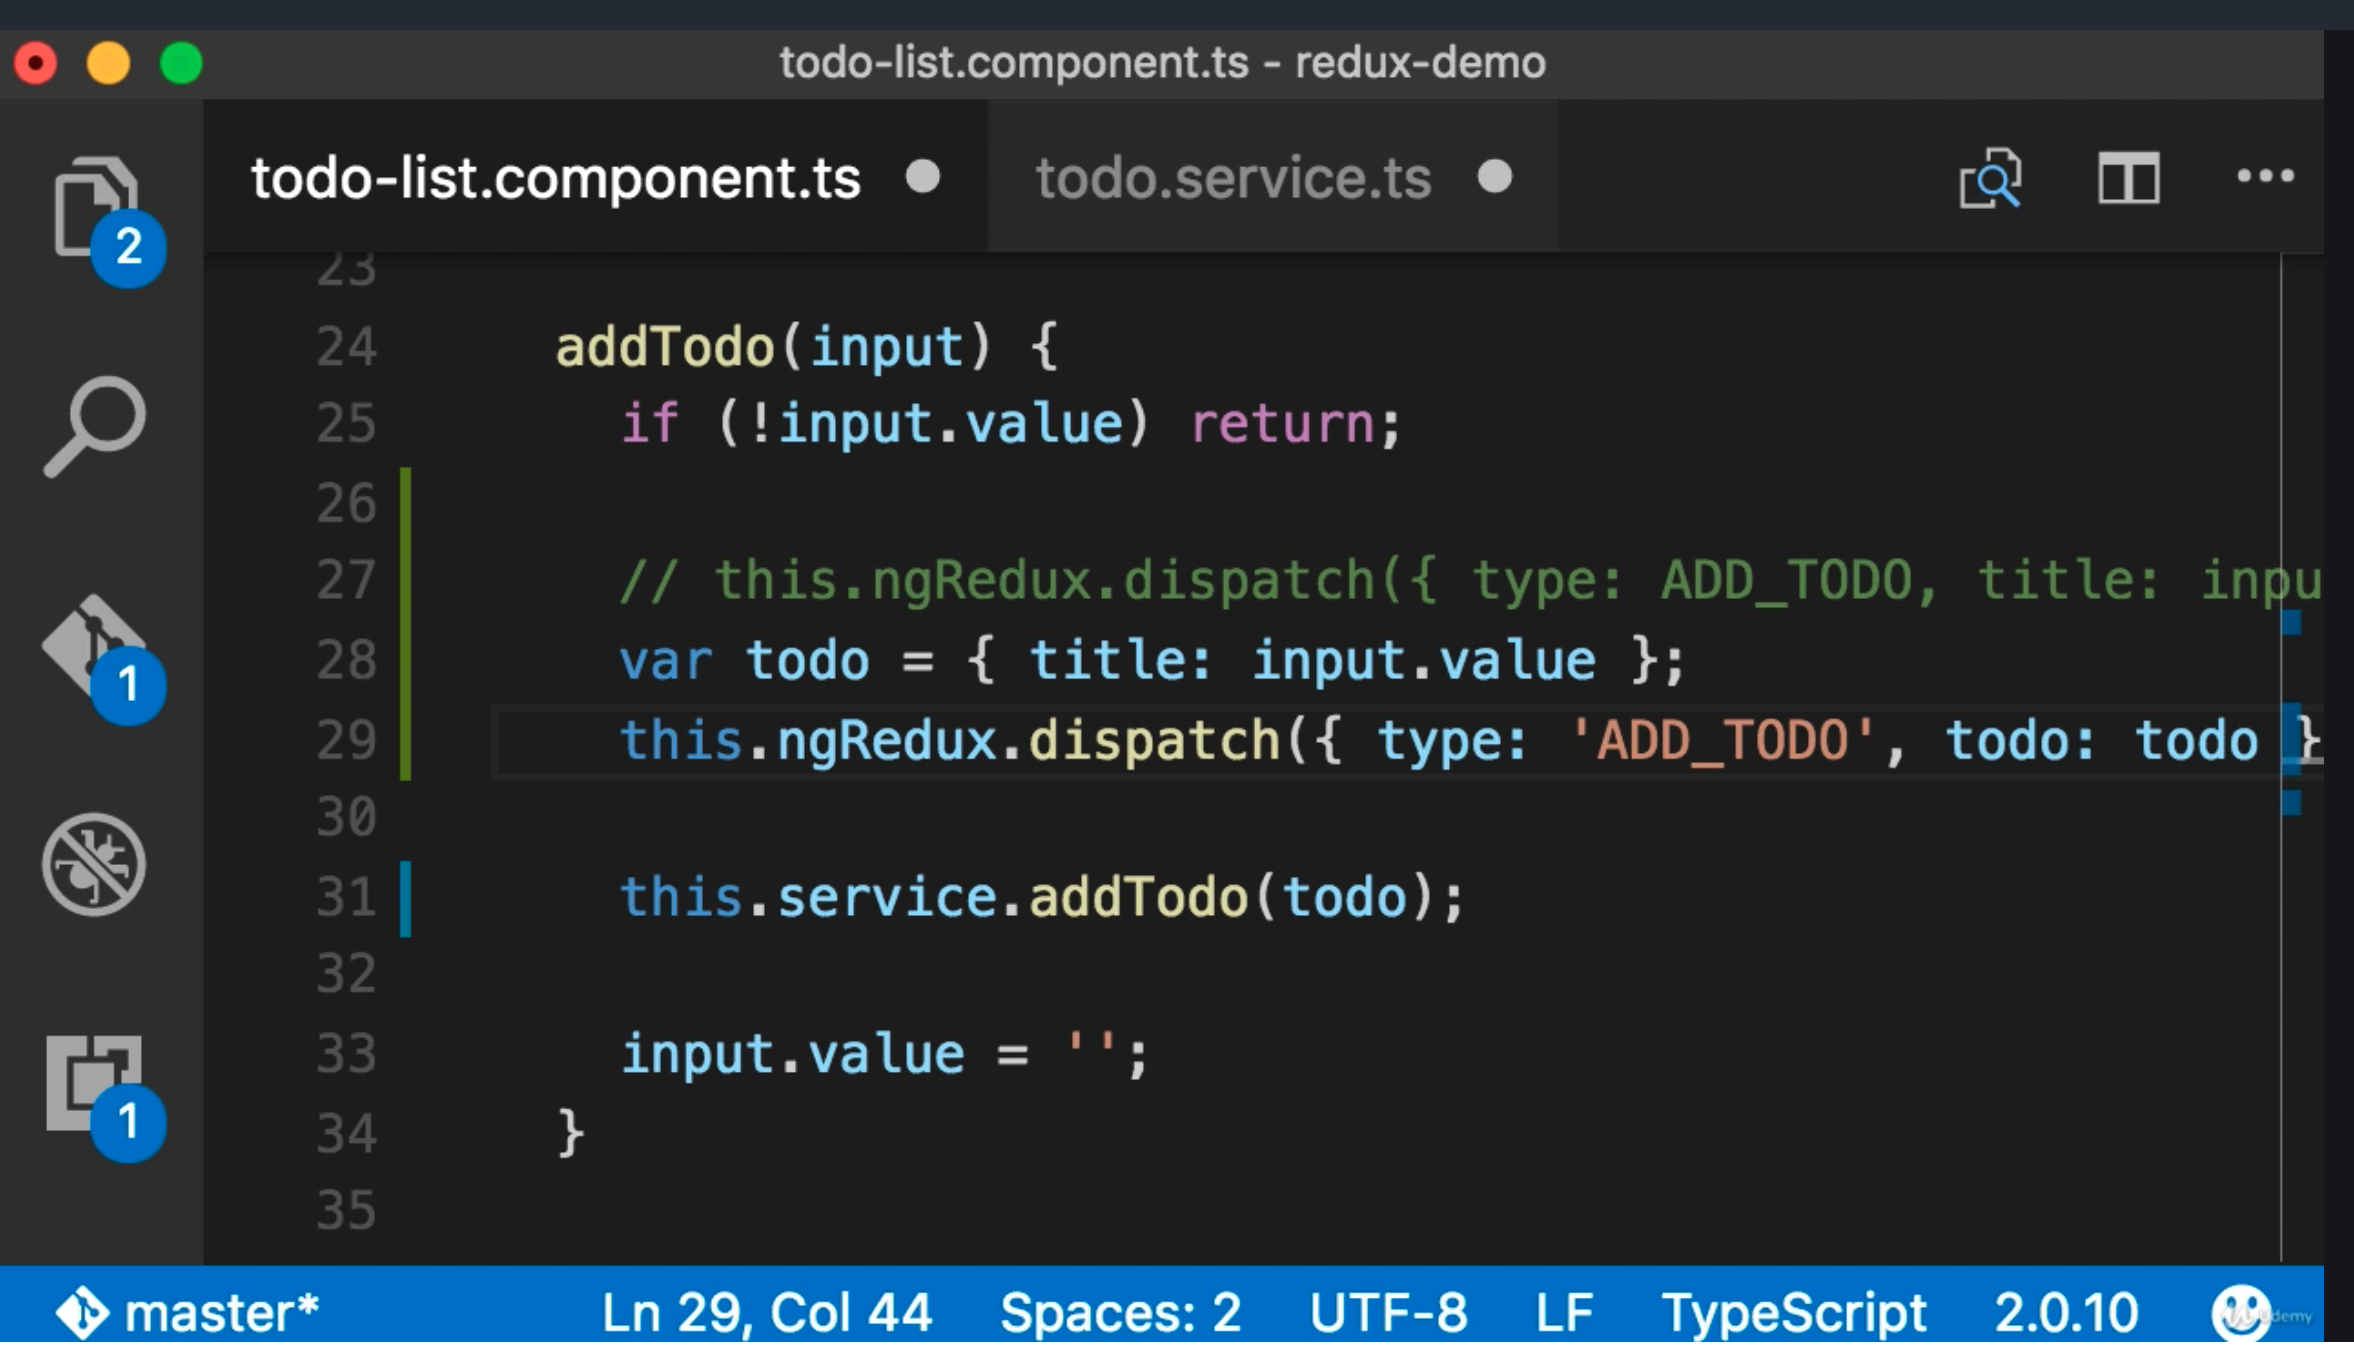 todo-list.component.ts - redux-demo
todo-list.component.ts todo.service.ts
2
23
24 addTodo(input) {
25 if (!input.value) return;
26
27 // this.ngRedux.dispatch({ type: ADD_TODO, title: inpu
28 var todo = { title: input.value };
1
29 this.ngRedux.dispatch({ type: 'ADD_TODO', todo: todo }
30
31 this.service.addTodo(todo);
32
33 input.value = '';
1
34 }
35
master* Ln 29, Col 44 Spaces: 2 UTF-8 LF TypeScript 2.0.10
udemy